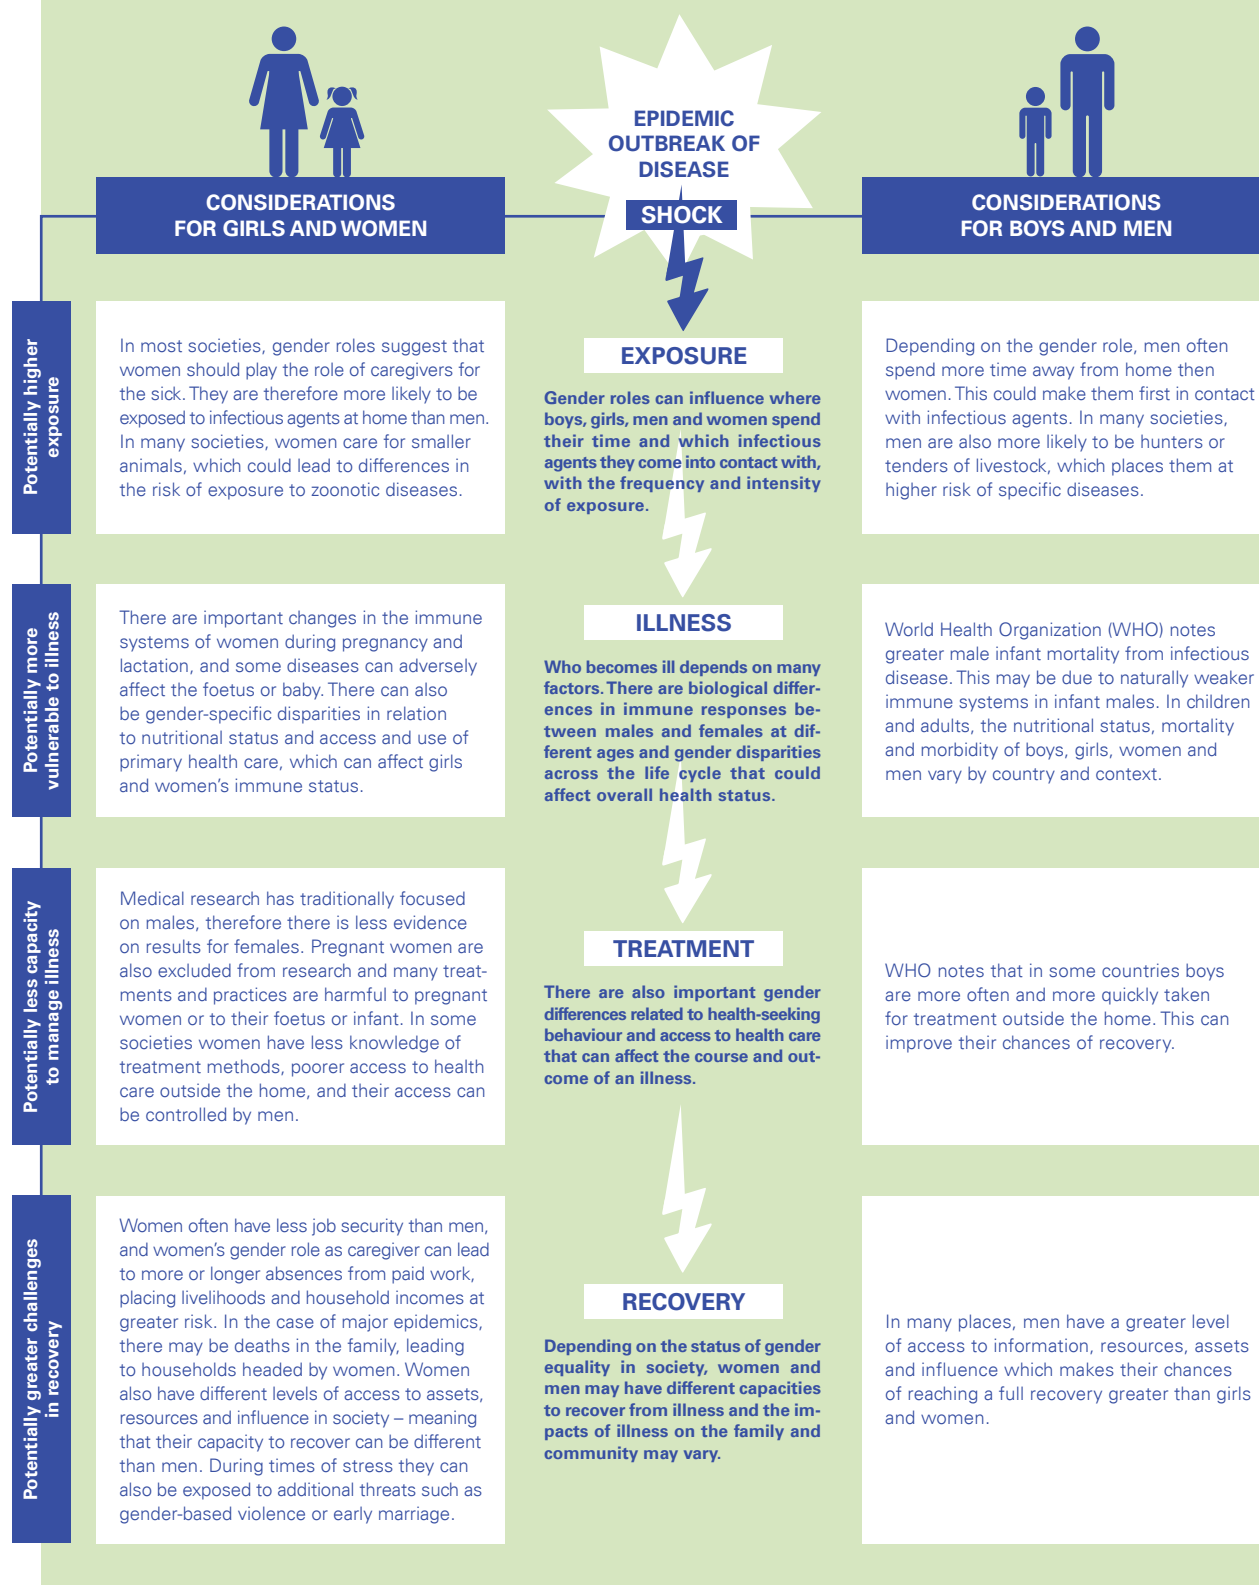 EPIDEMIC
OUTBREAK OF
DISEASE
SHOCK
CONSIDERATIONS
FOR GIRLS AND WOMEN
CONSIDERATIONS
FOR BOYS AND MEN
Potentially higher
exposure
In most societies, gender roles suggest that
women should play the role of caregivers for
the sick. They are therefore more likely to be
exposed to infectious agents at home than men.
In many societies, women care for smaller
animals, which could lead to differences in
the risk of exposure to zoonotic diseases.
EXPOSURE
Gender roles can influence where
boys, girls, men and women spend
their time and which infectious
agents they come into contact with,
with the frequency and intensity
of exposure.
Depending on the gender role, men often
spend more time away from home then
women. This could make them first in contact
with infectious agents. In many societies,
men are also more likely to be hunters or
tenders of livestock, which places them at
higher risk of specific diseases.
Potentially more
vulnerable to illness
There are important changes in the immune
systems of women during pregnancy and
lactation, and some diseases can adversely
affect the foetus or baby. There can also
be gender-specific disparities in relation
to nutritional status and access and use of
primary health care, which can affect girls
and women's immune status.
ILLNESS
Who becomes ill depends on many
factors. There are biological differ-
ences in immune responses be-
tween males and females at dif-
ferent ages and gender disparities
across the life cycle that could
affect overall health status.
World Health Organization (WHO) notes
greater male infant mortality from infectious
disease. This may be due to naturally weaker
immune systems in infant males. In children
and adults, the nutritional status, mortality
and morbidity of boys, girls, women and
men vary by country and context.
Potentially less capacity
to manage illness
Medical research has traditionally focused
on males, therefore there is less evidence
on results for females. Pregnant women are
also excluded from research and many treat-
ments and practices are harmful to pregnant
women or to their foetus or infant. In some
societies women have less knowledge of
treatment methods, poorer access to health
care outside the home, and their access can
be controlled by men.
TREATMENT
There are also important gender
differences related to health-seeking
behaviour and access to health care
that can affect the course and out-
come of an illness.
WHO notes that in some countries boys
are more often and more quickly taken
for treatment outside the home. This can
improve their chances of recovery.
Potentially greater challenges
in recovery
Women often have less job security than men,
and women's gender role as caregiver can lead
to more or longer absences from paid work,
placing livelihoods and household incomes at
greater risk. In the case of major epidemics,
there may be deaths in the family, leading
to households headed by women. Women
also have different levels of access to assets,
resources and influence in society – meaning
that their capacity to recover can be different
than men. During times of stress they can
also be exposed to additional threats such as
gender-based violence or early marriage.
RECOVERY
Depending on the status of gender
equality in society, women and
men may have different capacities
to recover from illness and the im-
pacts of illness on the family and
community may vary.
In many places, men have a greater level
of access to information, resources, assets
and influence which makes their chances
of reaching a full recovery greater than girls
and women.